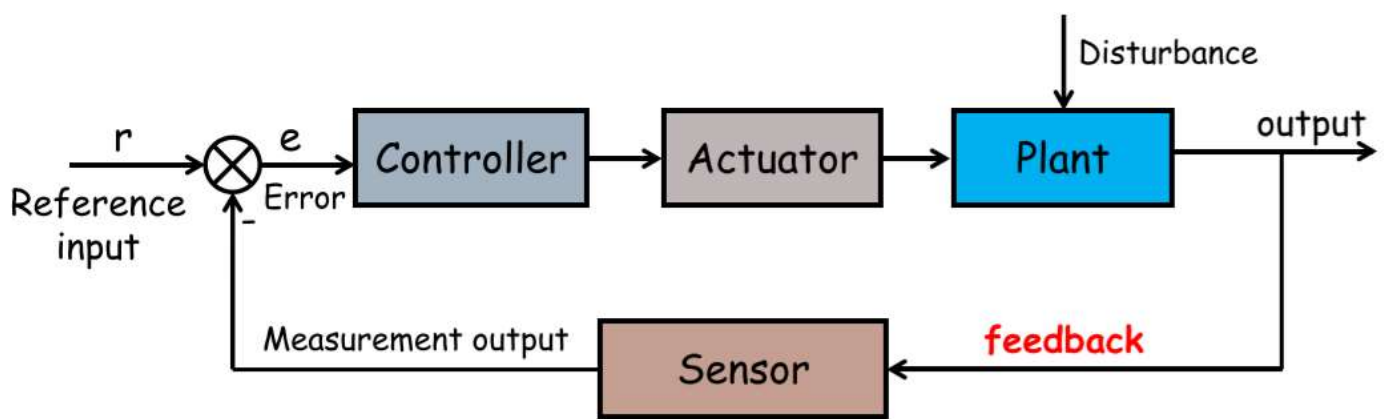 Disturbance
r
e
Controller
Actuator
Plant
output
Reference
input
Error
-
Measurement output
Sensor
feedback